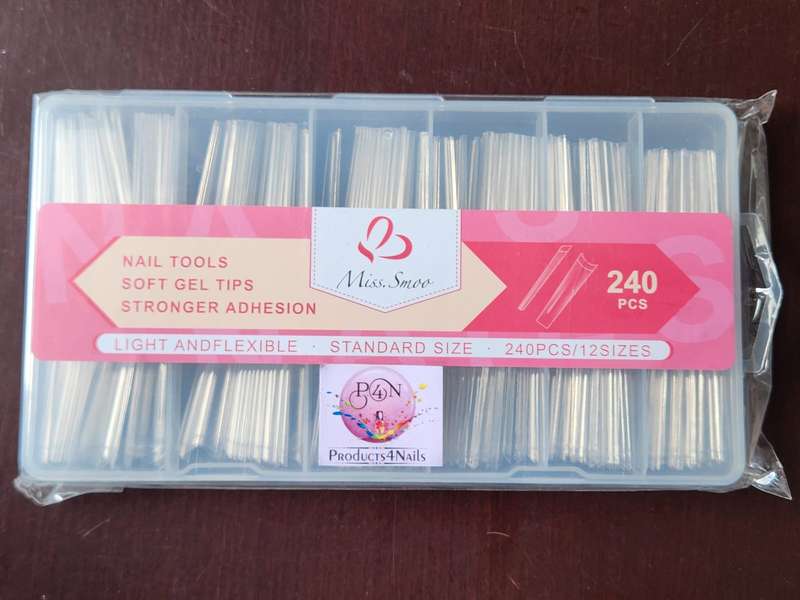 Miss.Smoo
NAIL TOOLS
SOFT GEL TIPS
STRONGER ADHESION
240
PCS
LIGHT ANDFLEXIBLE · STANDARD SIZE · 240PCS/12SIZES
P4N
PRODUCTS4NAILS